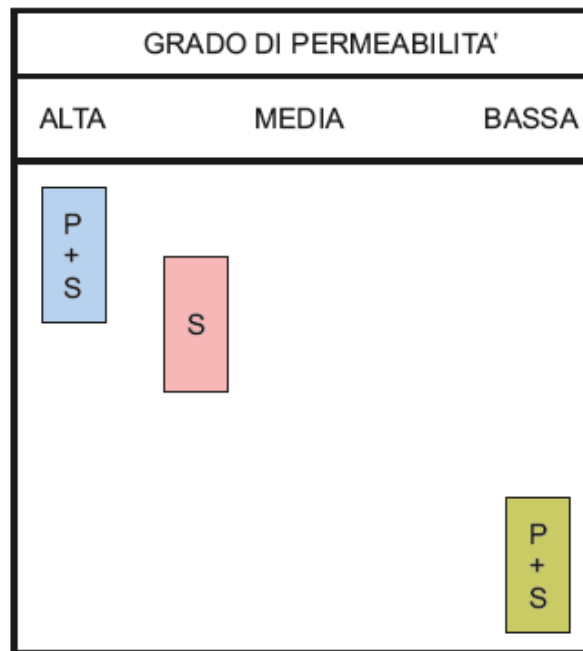 GRADO DI PERMEABILITA'
ALTA MEDIA BASSA
P
+
S
S
P
+
S